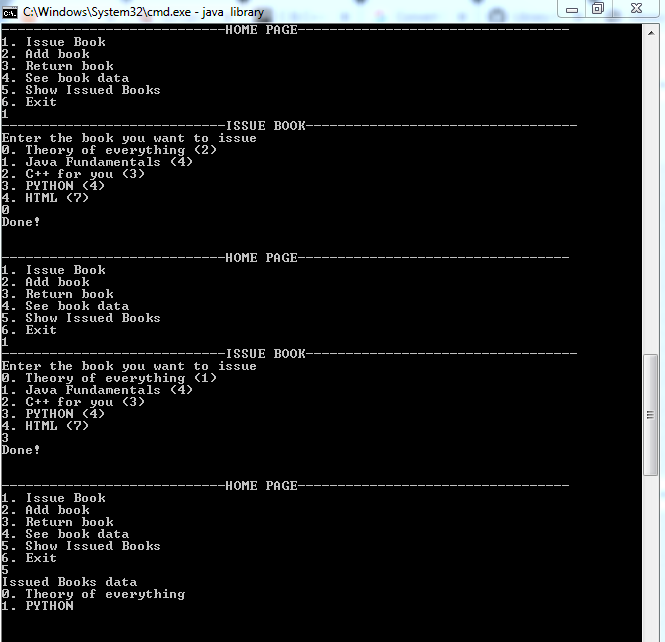 C:\Windows\System32\cmd.exe - java  library
----------------------------HOME PAGE----------------------------------
1. Issue Book
2. Add book
3. Return book
4. See book data
5. Show Issued Books
6. Exit
1
----------------------------ISSUE BOOK----------------------------------
Enter the book you want to issue
0. Theory of everything (2)
1. Java Fundamentals (4)
2. C++ for you (3)
3. PYTHON (4)
4. HTML (7)
0
Done!
----------------------------HOME PAGE----------------------------------
1. Issue Book
2. Add book
3. Return book
4. See book data
5. Show Issued Books
6. Exit
1
----------------------------ISSUE BOOK----------------------------------
Enter the book you want to issue
0. Theory of everything (1)
1. Java Fundamentals (4)
2. C++ for you (3)
3. PYTHON (4)
4. HTML (7)
3
Done!
----------------------------HOME PAGE----------------------------------
1. Issue Book
2. Add book
3. Return book
4. See book data
5. Show Issued Books
6. Exit
5
Issued Books data
0. Theory of everything
1. PYTHON